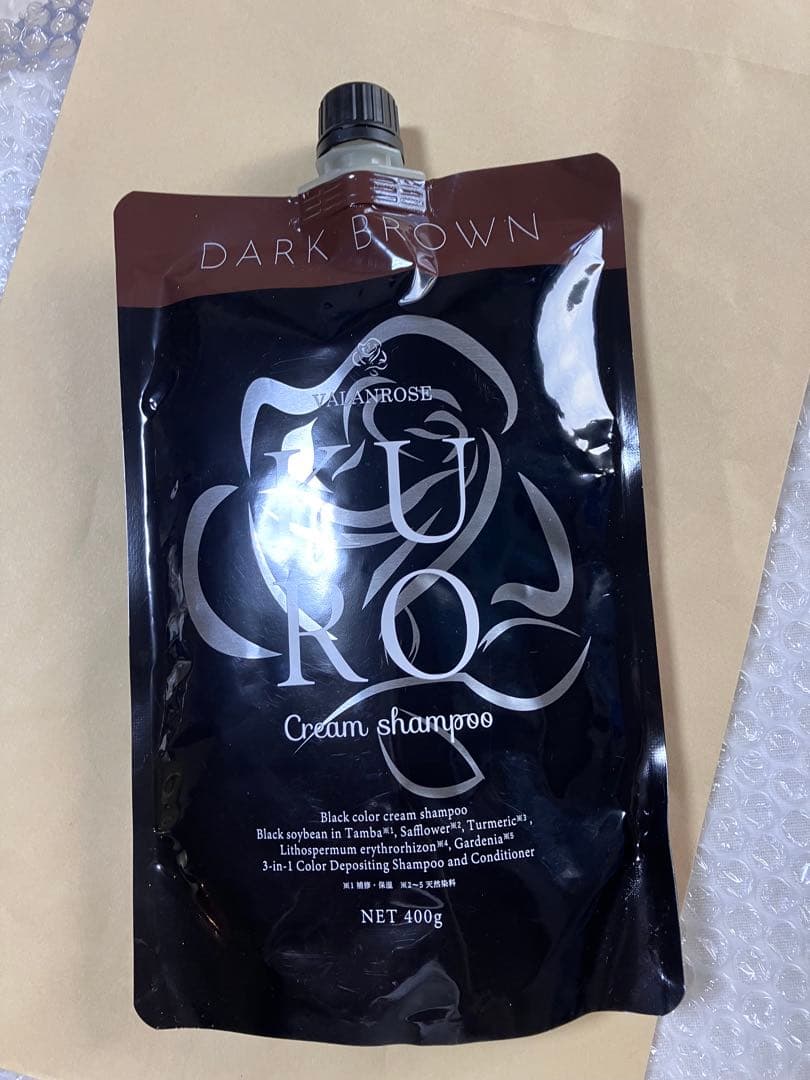 DARK BROWN
VALANROSE
KU
RO
Cream shampoo
Black color cream shampoo
Black soybean in Tamba※1, Safflower※2, Turmeric※3,
Lithospermum erythrorhizon※4, Gardenia※5
3-in-1 Color Depositing Shampoo and Conditioner
※1 補修・保湿 ※2〜5 天然染料
NET 400g